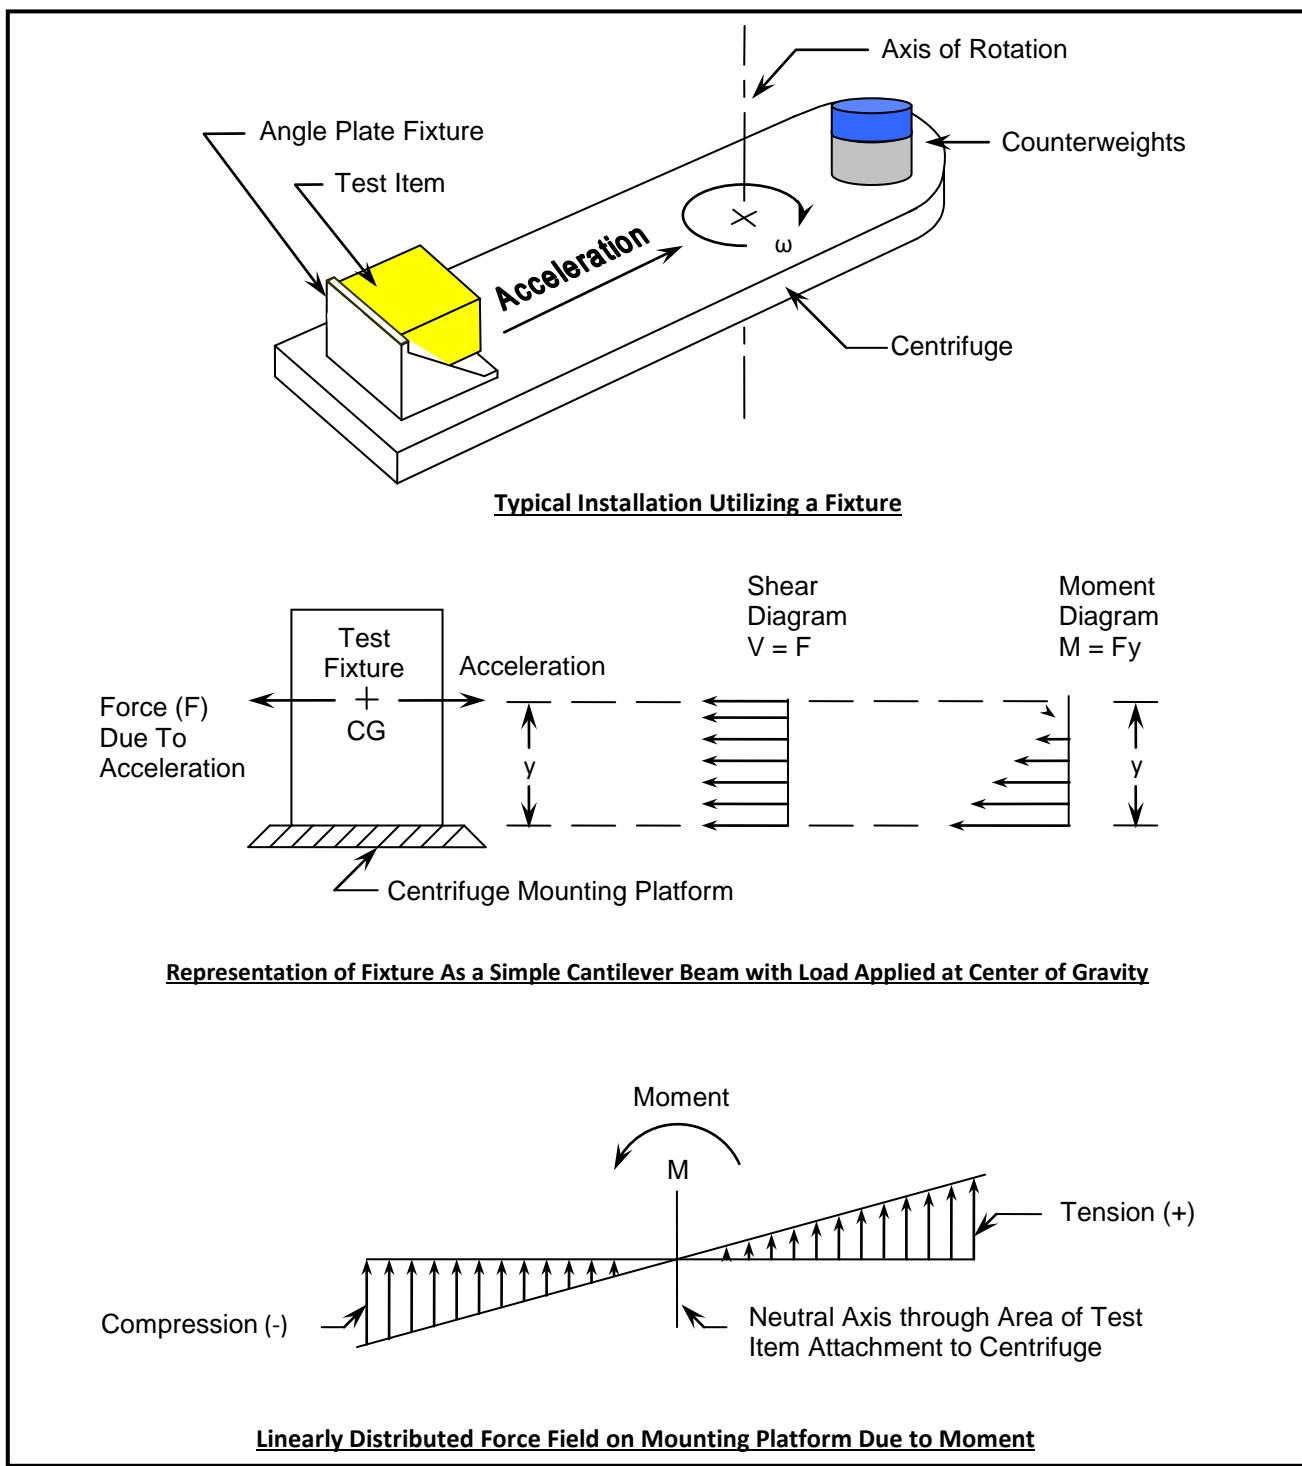 Axis of Rotation
Angle Plate Fixture
Test Item
Counterweights
Acceleration
ω
Centrifuge
Typical Installation Utilizing a Fixture
Shear
Diagram
V = F
Moment
Diagram
M = Fy
Test
Fixture
Acceleration
Force (F)
Due To
Acceleration
CG
y
y
Centrifuge Mounting Platform
Representation of Fixture As a Simple Cantilever Beam with Load Applied at Center of Gravity
Moment
M
Tension (+)
Compression (-)
Neutral Axis through Area of Test
Item Attachment to Centrifuge
Linearly Distributed Force Field on Mounting Platform Due to Moment